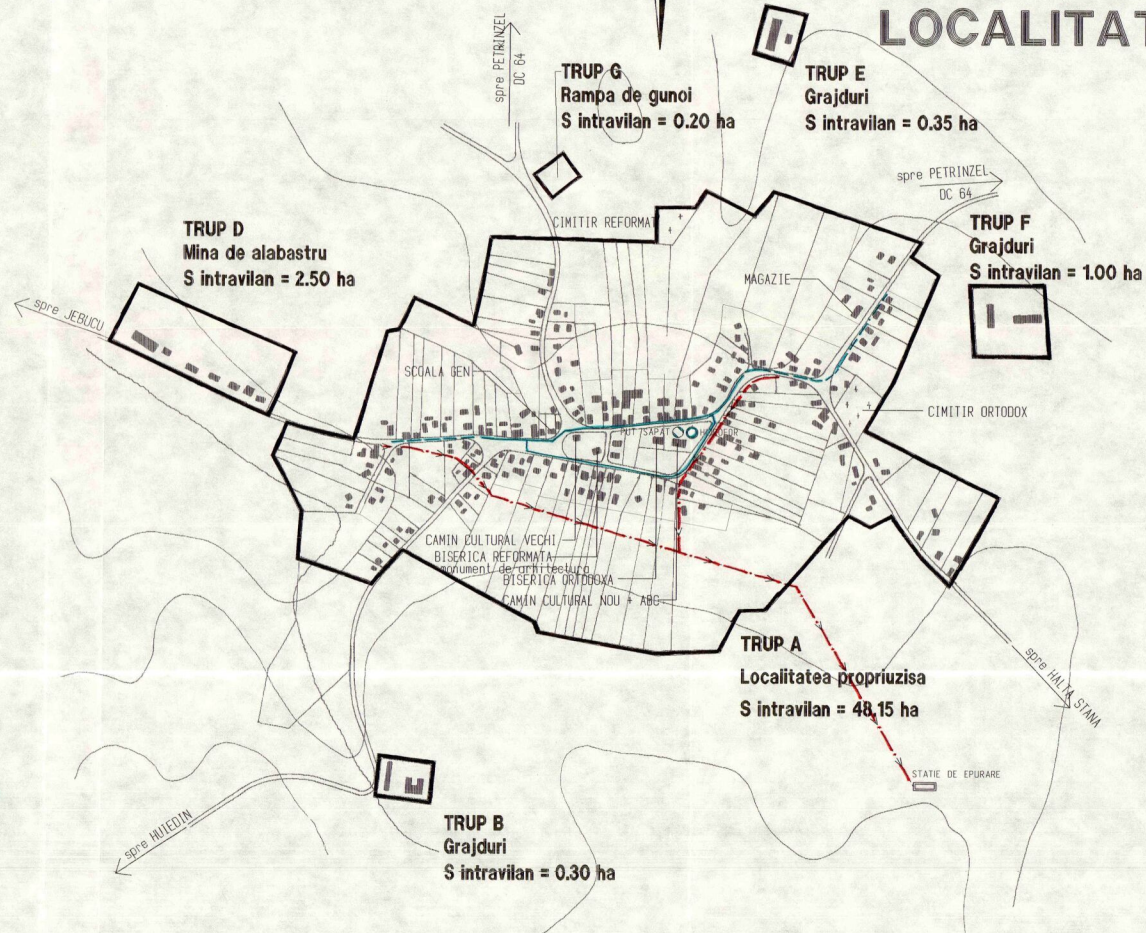 LOCALITAT
spre PETRINZEL
DC 64
TRUP G
Rampa de gunoi
S intravilan = 0.20 ha
TRUP E
Grajduri
S intravilan = 0.35 ha
spre PETRINZEL
DC 64
TRUP D
Mina de alabastru
S intravilan = 2.50 ha
CIMITIR REFORMAT
TRUP F
Grajduri
S intravilan = 1.00 ha
MAGAZIE
spre JEBUCU
SCOALA GEN
CIMITIR ORTODOX
PUT SAPAT
CAMIN CULTURAL VECHI
BISERICA REFORMATA
monument de arhitectura
BISERICA ORTODOXA
CAMIN CULTURAL NOU + ABC
TRUP A
Localitatea propriuzisa
S intravilan = 48.15 ha
spre HALTA STANA
STATIE DE EPURARE
spre HUIEDIN
TRUP B
Grajduri
S intravilan = 0.30 ha